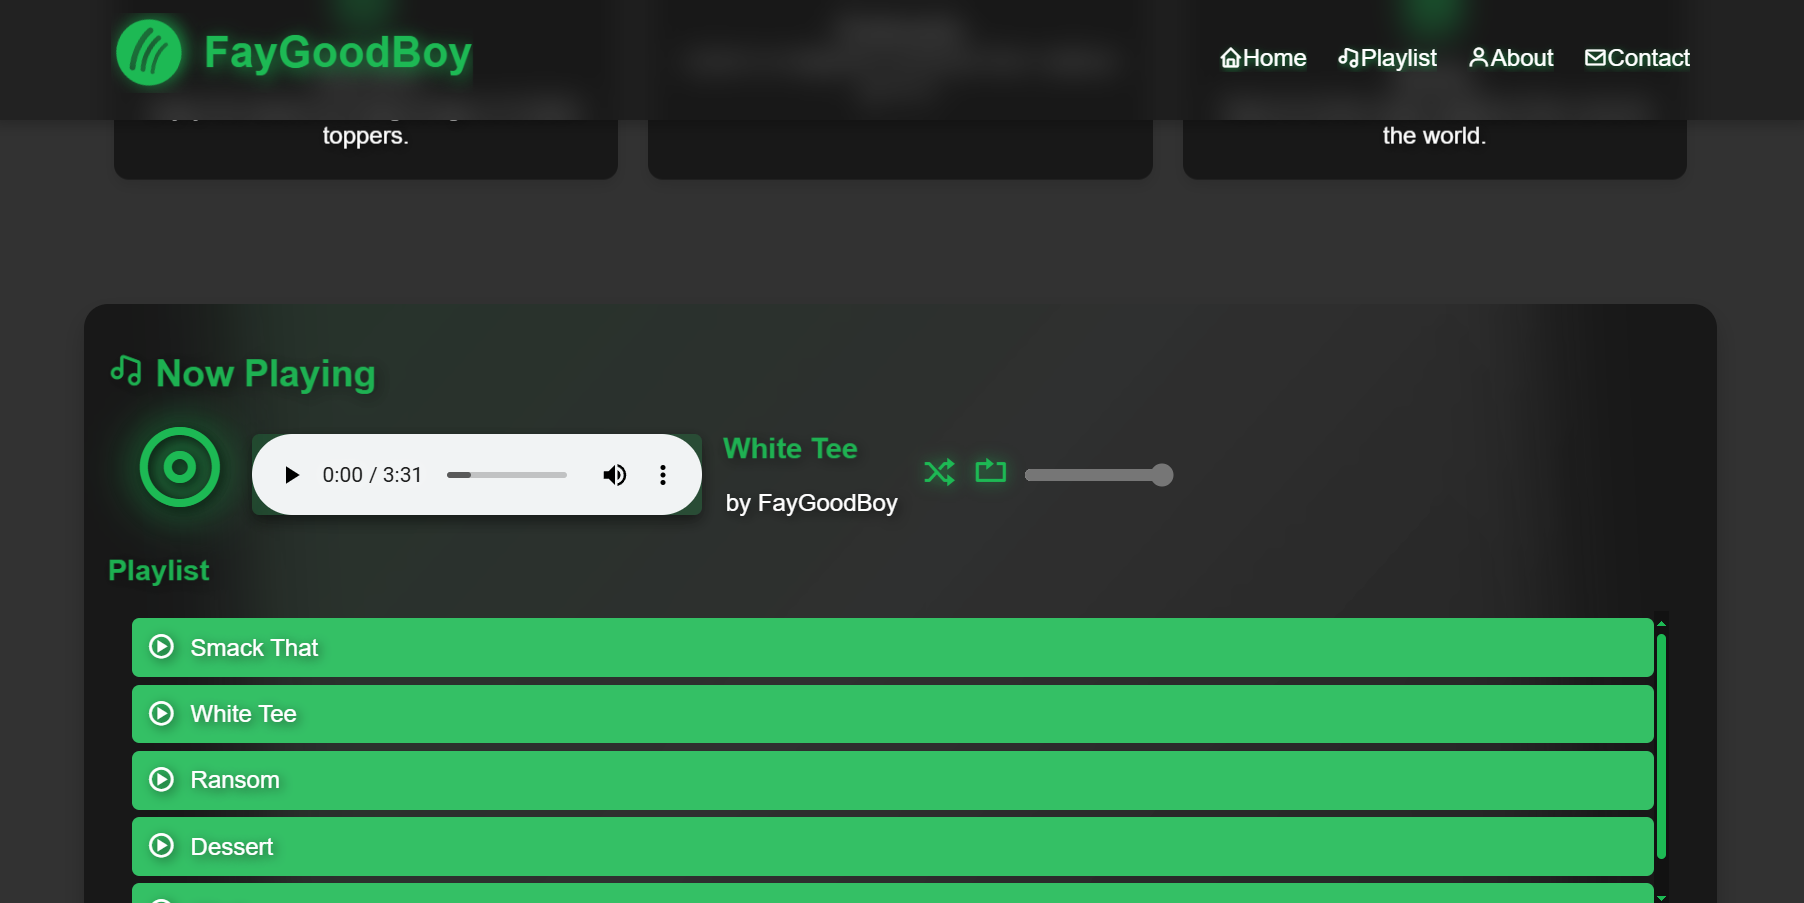 FayGoodBoy
Home Playlist About Contact
toppers.
the world.
Now Playing
0:00 / 3:31
White Tee
by FayGoodBoy
Playlist
Smack That
White Tee
Ransom
Dessert